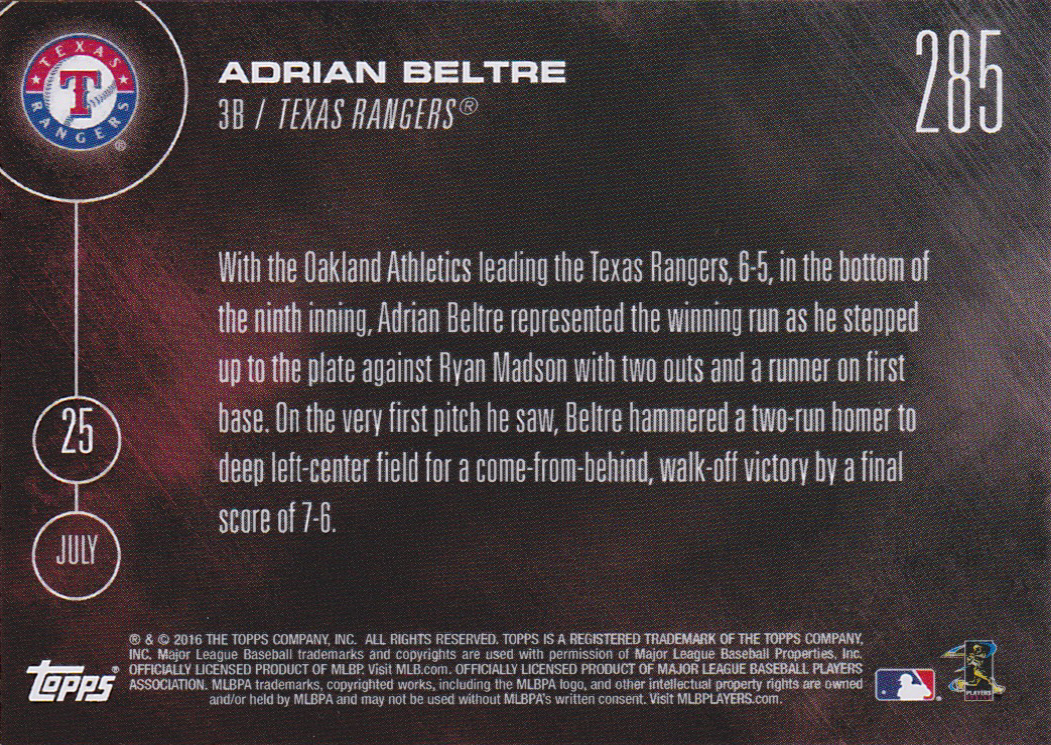 TEXAS
T
RANGERS
®
ADRIAN BELTRE
3B / TEXAS RANGERS®
285
With the Oakland Athletics leading the Texas Rangers, 6-5, in the bottom of
the ninth inning, Adrian Beltre represented the winning run as he stepped
up to the plate against Ryan Madson with two outs and a runner on first
base. On the very first pitch he saw, Beltre hammered a two-run homer to
deep left-center field for a come-from-behind, walk-off victory by a final
score of 7-6.
25
JULY
® & © 2016 THE TOPPS COMPANY, INC. ALL RIGHTS RESERVED. TOPPS IS A REGISTERED TRADEMARK OF THE TOPPS COMPANY,
INC. Major League Baseball trademarks and copyrights are used with permission of Major League Baseball Properties, Inc.
OFFICIALLY LICENSED PRODUCT OF MLBP. Visit MLB.com. OFFICIALLY LICENSED PRODUCT OF MAJOR LEAGUE BASEBALL PLAYERS
ASSOCIATION. MLBPA trademarks, copyrighted works, including the MLBPA logo, and other intellectual property rights are owned
and/or held by MLBPA and may not be used without MLBPA's written consent. Visit MLBPLAYERS.com.
Topps®
PLAYERS